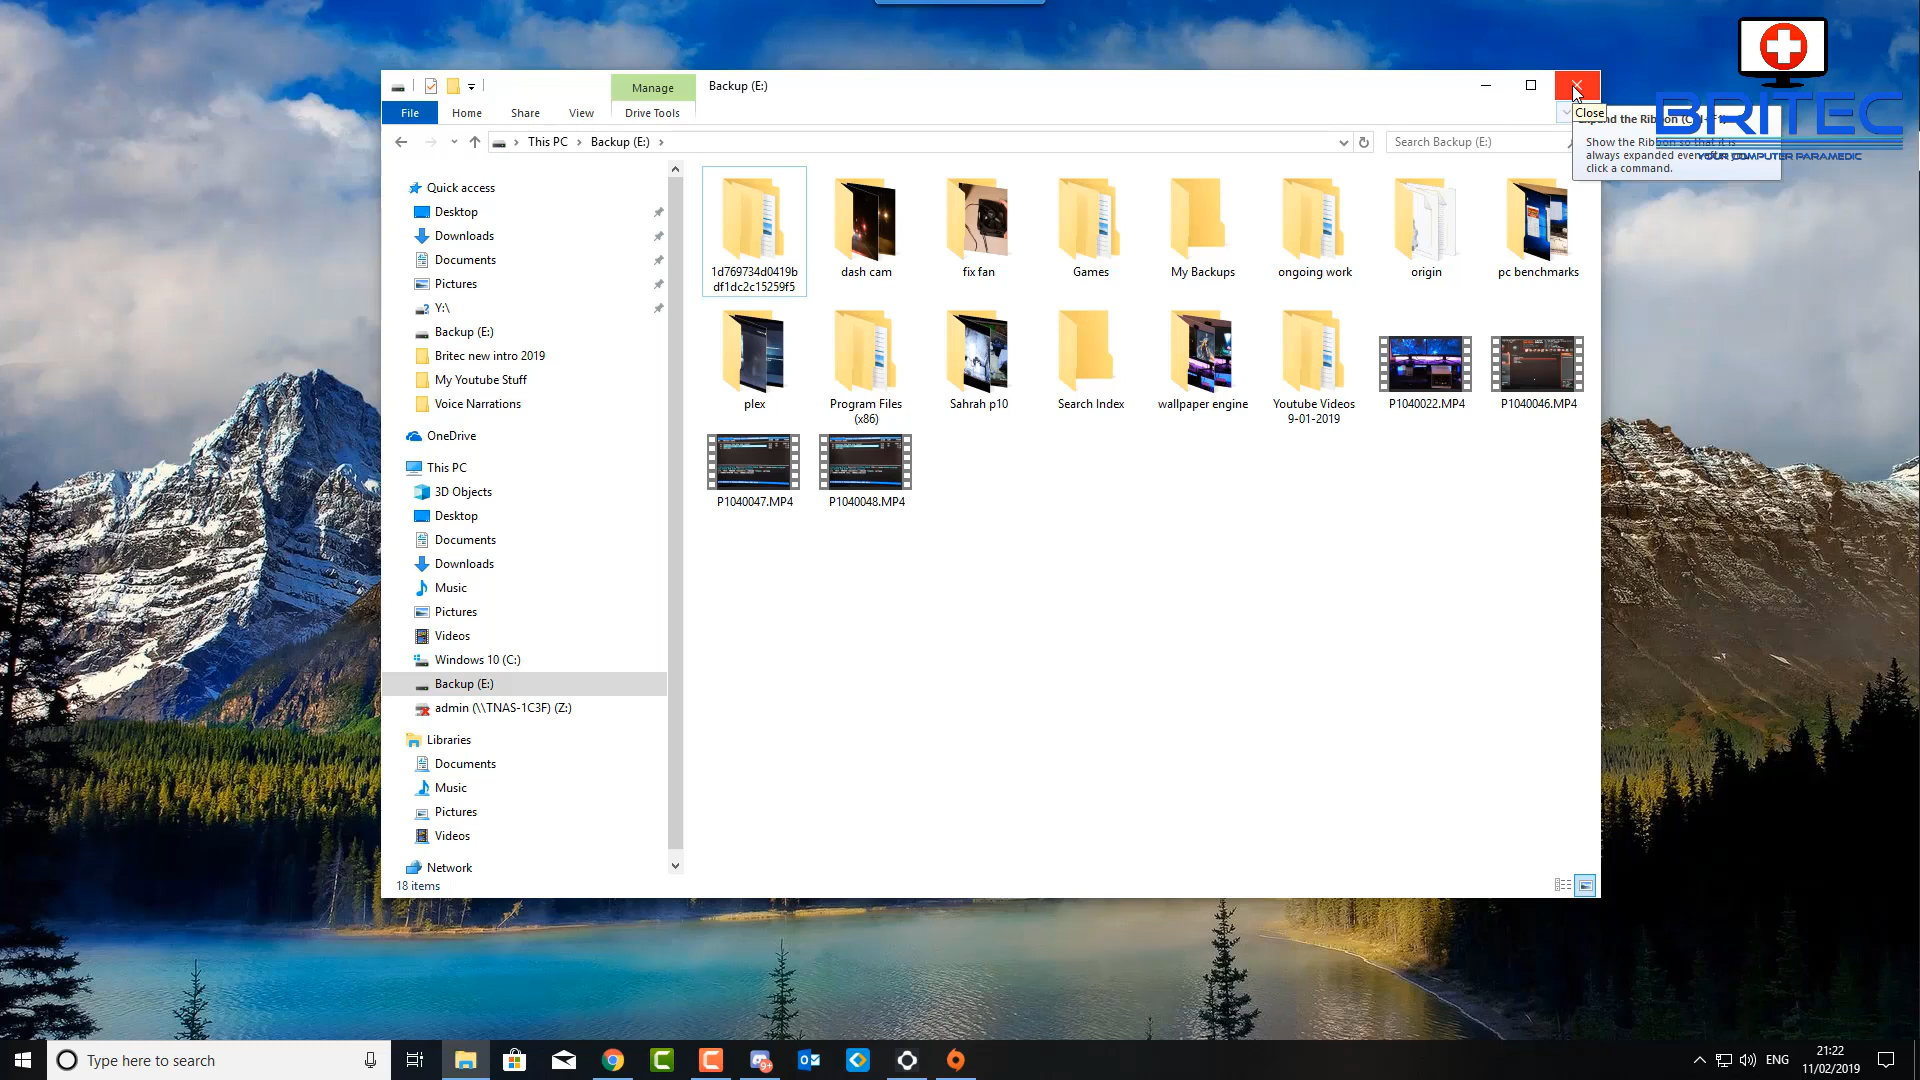 Manage
Backup (E:)
File
Home
Share
View
Drive Tools
Close
This PC
Backup (E:)
Search Backup (E:)
Expand the Ribbon
Show the Ribbon so that it is
always expanded even
click a command.
BRITEC
YOUR COMPUTER PARAMEDIC
Quick access
Desktop
Downloads
Documents
Pictures
Y:\
Backup (E:)
Britec new intro 2019
My Youtube Stuff
Voice Narrations
OneDrive
This PC
3D Objects
Desktop
Documents
Downloads
Music
Pictures
Videos
Windows 10 (C:)
Backup (E:)
admin (\\TNAS-1C3F) (Z:)
Libraries
Documents
Music
Pictures
Videos
Network
18 items
1d769734d0419b
df1dc2c15259f5
dash cam
fix fan
Games
My Backups
ongoing work
origin
pc benchmarks
plex
Program Files
(x86)
Sahrah p10
Search Index
wallpaper engine
Youtube Videos
9-01-2019
P1040022.MP4
P1040046.MP4
P1040047.MP4
P1040048.MP4
Type here to search
9+
ENG
21:22
11/02/2019